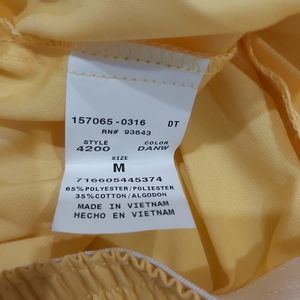 157065-0316 DT
RN# 93643
STYLE COLOR
4200 DANW
SIZE
M
716605445374
65% POLYESTER/POLIESTER
35% COTTON/ALGODON
MADE IN VIETNAM
HECHO EN VIETNAM